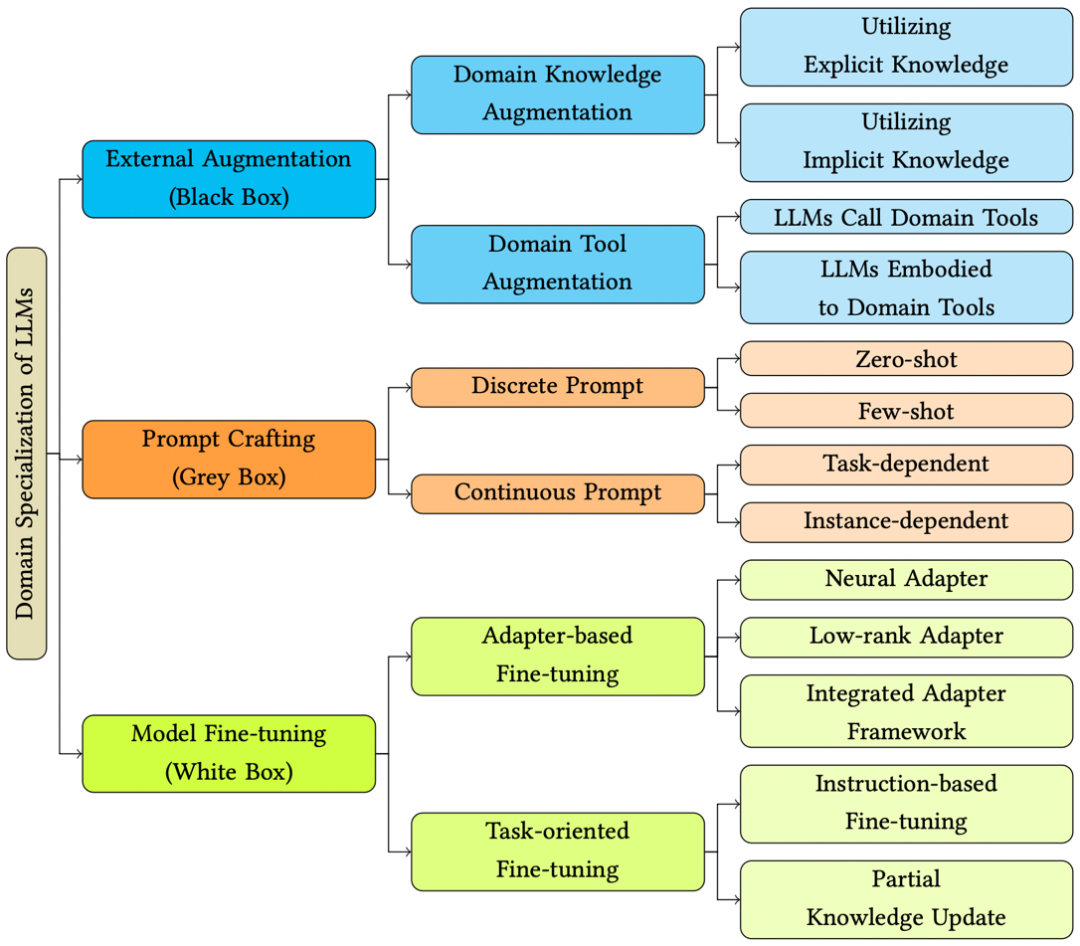 Domain Specialization of LLMs
External Augmentation
(Black Box)
Domain Knowledge
Augmentation
Utilizing
Explicit Knowledge
Utilizing
Implicit Knowledge
Domain Tool
Augmentation
LLMs Call Domain Tools
LLMs Embodied
to Domain Tools
Prompt Crafting
(Grey Box)
Discrete Prompt
Zero-shot
Few-shot
Continuous Prompt
Task-dependent
Instance-dependent
Model Fine-tuning
(White Box)
Adapter-based
Fine-tuning
Neural Adapter
Low-rank Adapter
Integrated Adapter
Framework
Task-oriented
Fine-tuning
Instruction-based
Fine-tuning
Partial
Knowledge Update